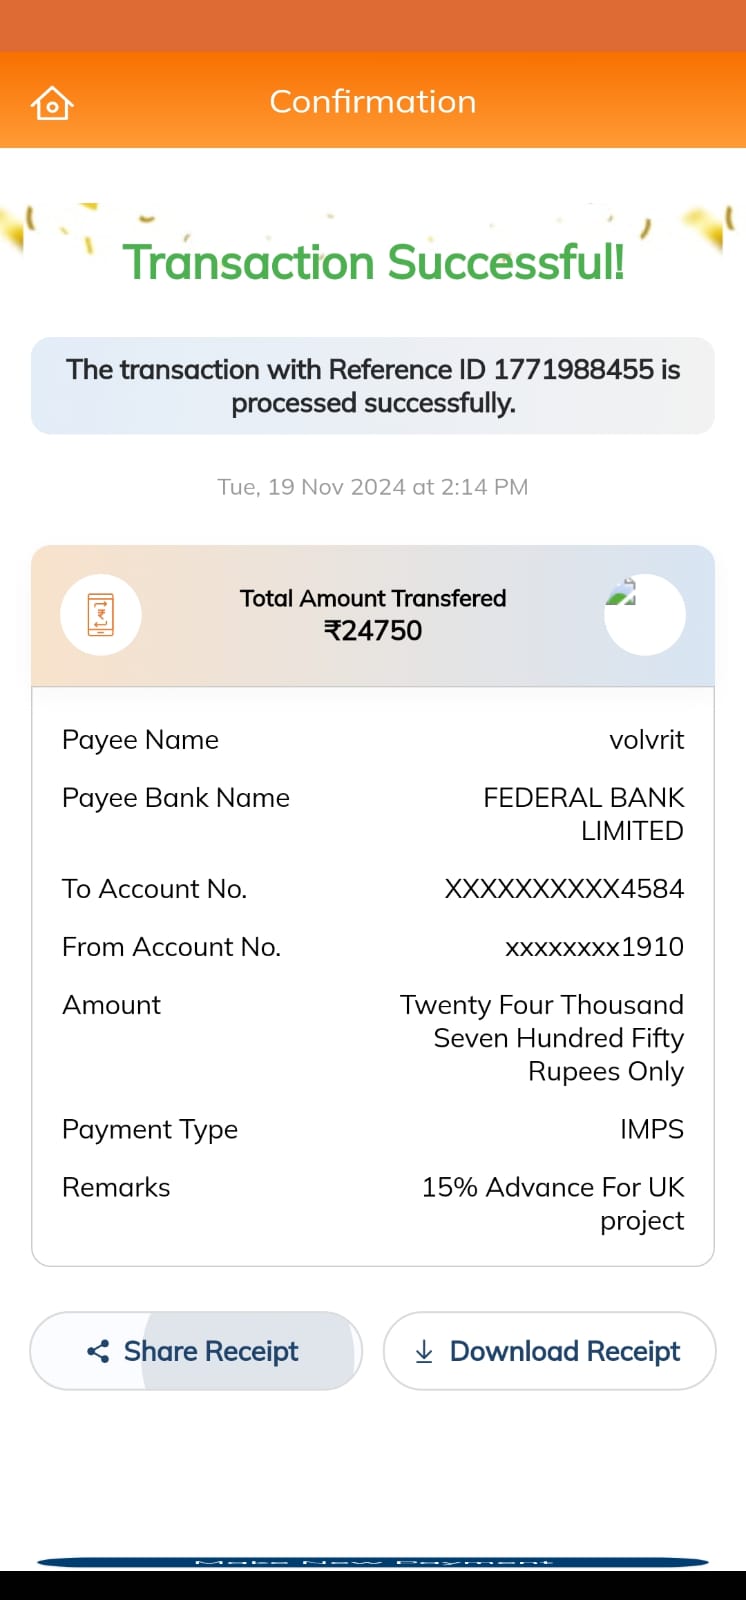 Confirmation
Transaction Successful!
The transaction with Reference ID 1771988455 is
processed successfully.
Tue, 19 Nov 2024 at 2:14 PM
Total Amount Transfered
₹24750
Payee Name volvrit
Payee Bank Name FEDERAL BANK
LIMITED
To Account No. XXXXXXXXXX4584
From Account No. xxxxxxxx1910
Amount Twenty Four Thousand
Seven Hundred Fifty
Rupees Only
Payment Type IMPS
Remarks 15% Advance For UK
project
Share Receipt Download Receipt
Make New Payment